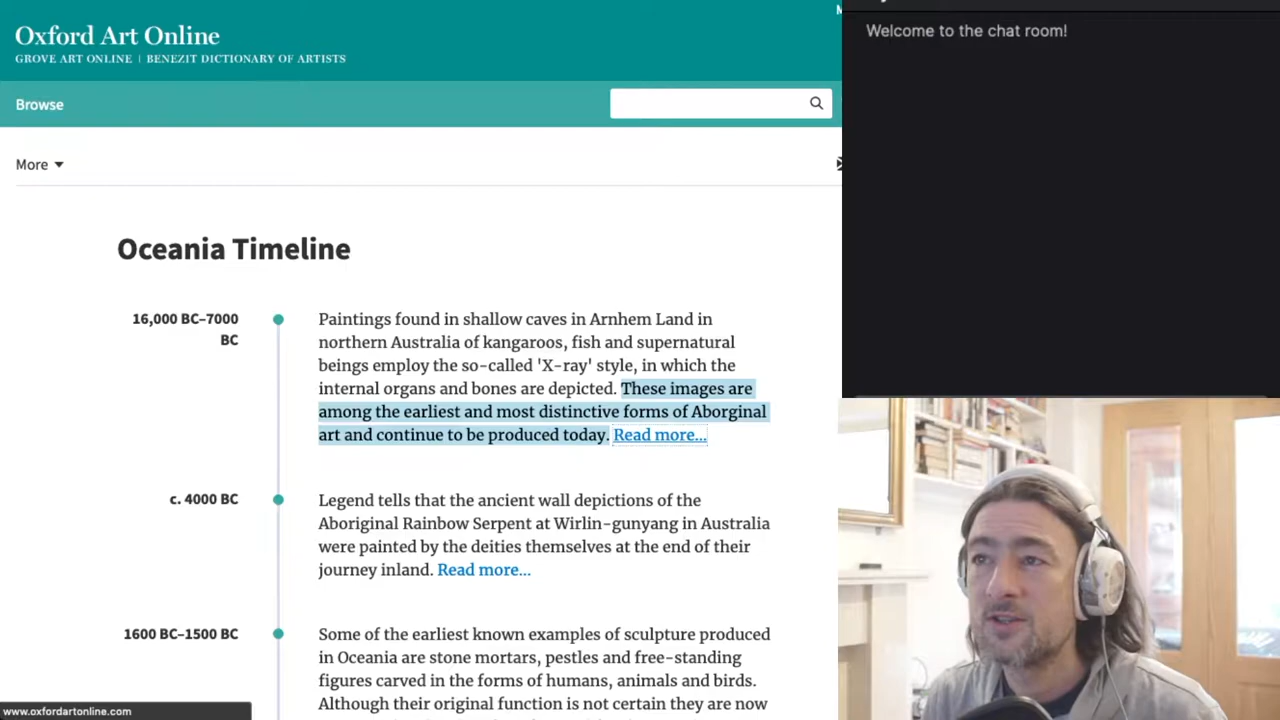 Oxford Art Online
GROVE ART ONLINE | BENEZIT DICTIONARY OF ARTISTS
Browse
More
Oceania Timeline
16,000 BC–7000
BC
Paintings found in shallow caves in Arnhem Land in
northern Australia of kangaroos, fish and supernatural
beings employ the so-called 'X-ray' style, in which the
internal organs and bones are depicted. These images are
among the earliest and most distinctive forms of Aborginal
art and continue to be produced today. Read more...
c. 4000 BC
Legend tells that the ancient wall depictions of the
Aboriginal Rainbow Serpent at Wirlin-gunyang in Australia
were painted by the deities themselves at the end of their
journey inland. Read more...
1600 BC–1500 BC
Some of the earliest known examples of sculpture produced
in Oceania are stone mortars, pestles and free-standing
figures carved in the forms of humans, animals and birds.
Although their original function is not certain they are now
www.oxfordartonline.com
Welcome to the chat room!